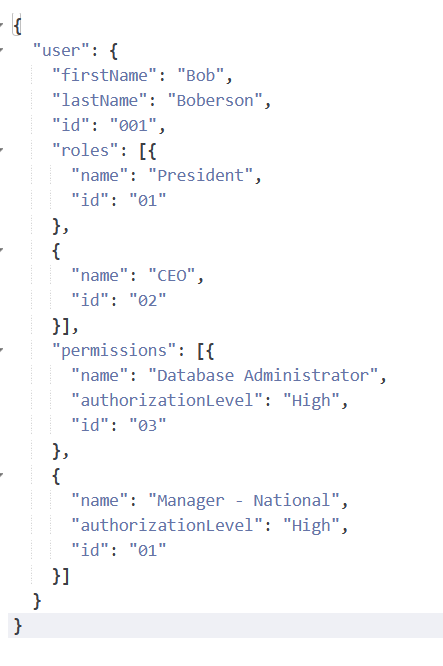 {
  "user": {
    "firstName": "Bob",
    "lastName": "Boberson",
    "id": "001",
    "roles": [{
      "name": "President",
      "id": "01"
    },
    {
      "name": "CEO",
      "id": "02"
    }],
    "permissions": [{
      "name": "Database Administrator",
      "authorizationLevel": "High",
      "id": "03"
    },
    {
      "name": "Manager - National",
      "authorizationLevel": "High",
      "id": "01"
    }]
  }
}